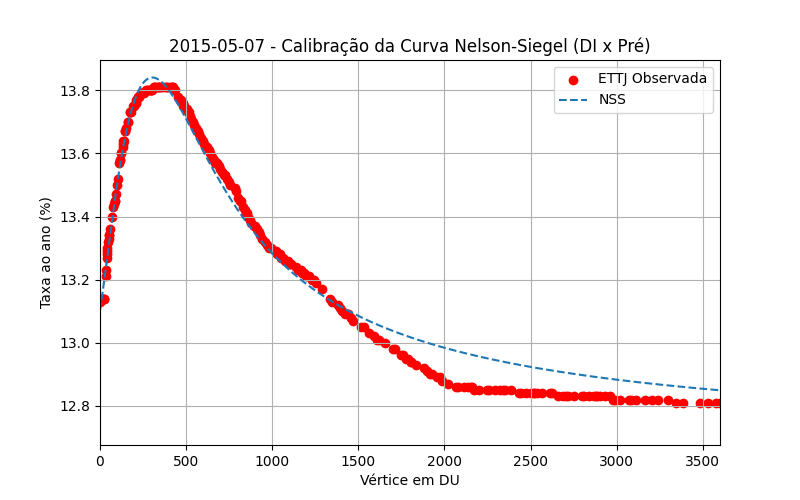 2015-05-07 - Calibração da Curva Nelson-Siegel (DI x Pré)
ETTJ Observada
NSS
Taxa ao ano (%)
13.8
13.6
13.4
13.2
13.0
12.8
0 500 1000 1500 2000 2500 3000 3500
Vértice em DU